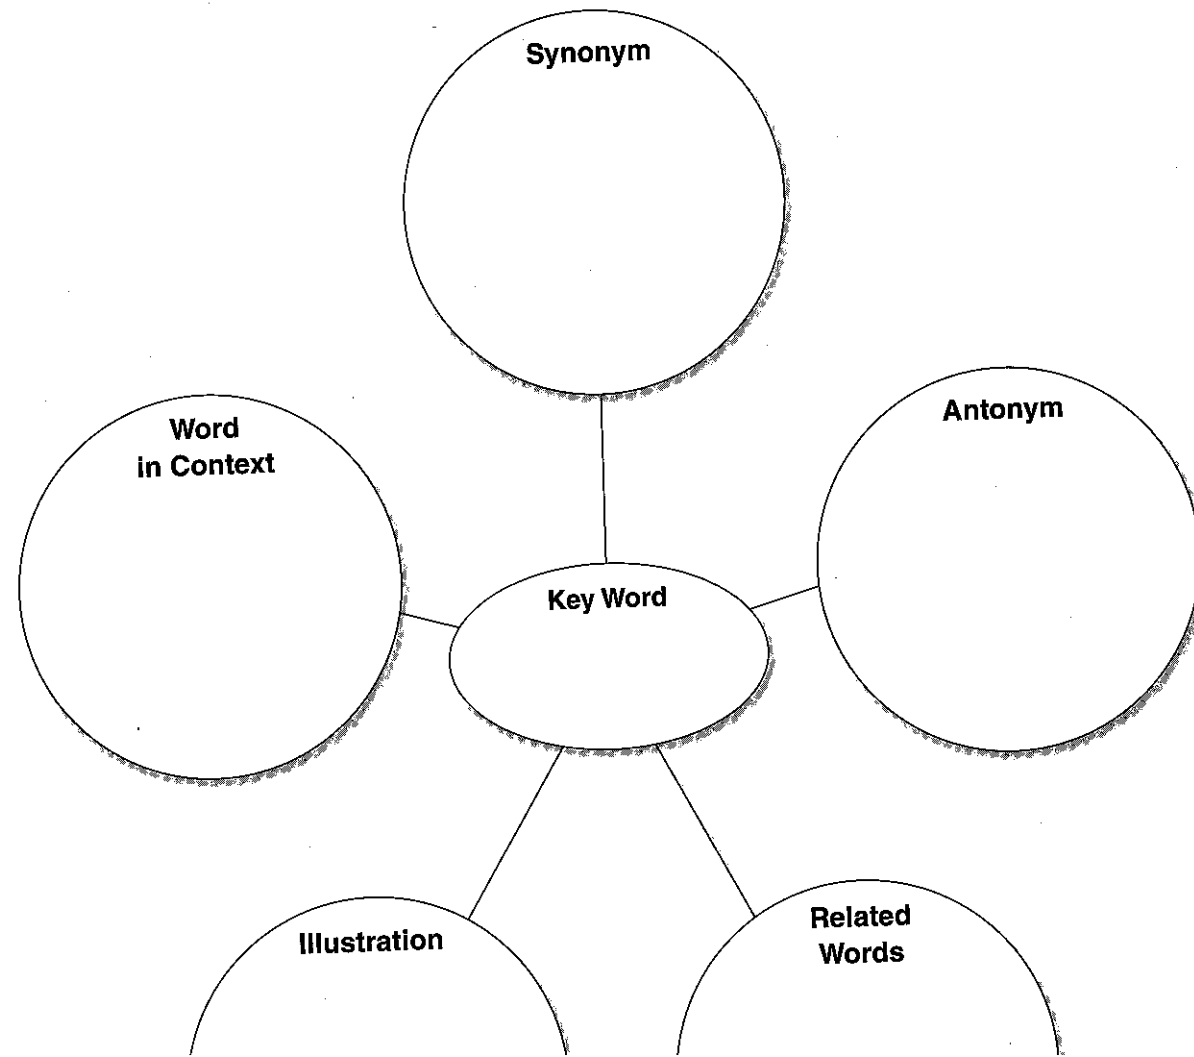 Synonym
Antonym
Word
in Context
Key Word
Illustration
Related
Words